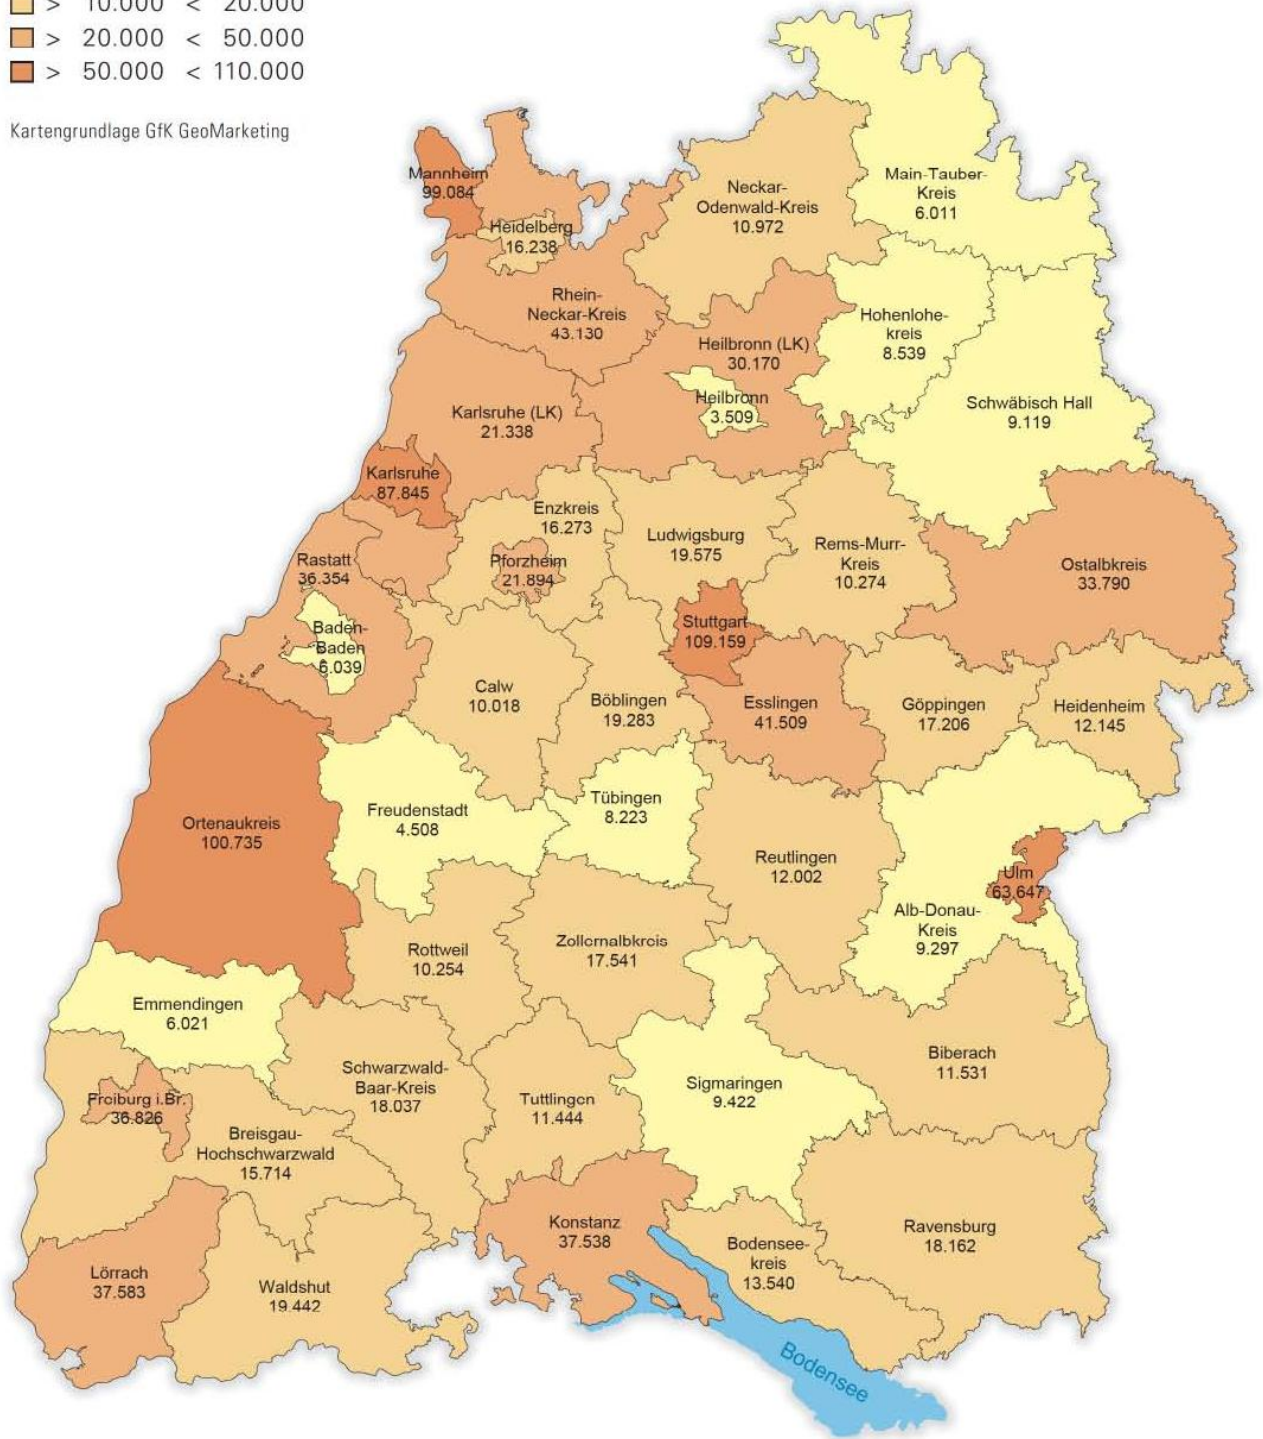 > 10.000 < 20.000
> 20.000 < 50.000
> 50.000 < 110.000
Kartengrundlage GfK GeoMarketing
Mannheim
99.084
Heidelberg
16.238
Neckar-
Odenwald-Kreis
10.972
Main-Tauber-
Kreis
6.011
Rhein-
Neckar-Kreis
43.130
Heilbronn (LK)
30.170
Hohenlohe-
kreis
8.539
Heilbronn
3.509
Schwäbisch Hall
9.119
Karlsruhe (LK)
21.338
Karlsruhe
87.845
Enzkreis
16.273
Ludwigsburg
19.575
Rems-Murr-
Kreis
10.274
Ostalbkreis
33.790
Rastatt
36.354
Pforzheim
21.894
Stuttgart
109.159
Baden-
Baden
6.039
Calw
10.018
Böblingen
19.283
Esslingen
41.509
Göppingen
17.206
Heidenheim
12.145
Ortenaukreis
100.735
Freudenstadt
4.508
Tübingen
8.223
Reutlingen
12.002
Ulm
63.647
Alb-Donau-
Kreis
9.297
Rottweil
10.254
Zollernalbkreis
17.541
Emmendingen
6.021
Biberach
11.531
Schwarzwald-
Baar-Kreis
18.037
Tuttlingen
11.444
Sigmaringen
9.422
Freiburg i.Br.
36.826
Breisgau-
Hochschwarzwald
15.714
Konstanz
37.538
Bodensee-
kreis
13.540
Ravensburg
18.162
Lörrach
37.583
Waldshut
19.442
Bodensee